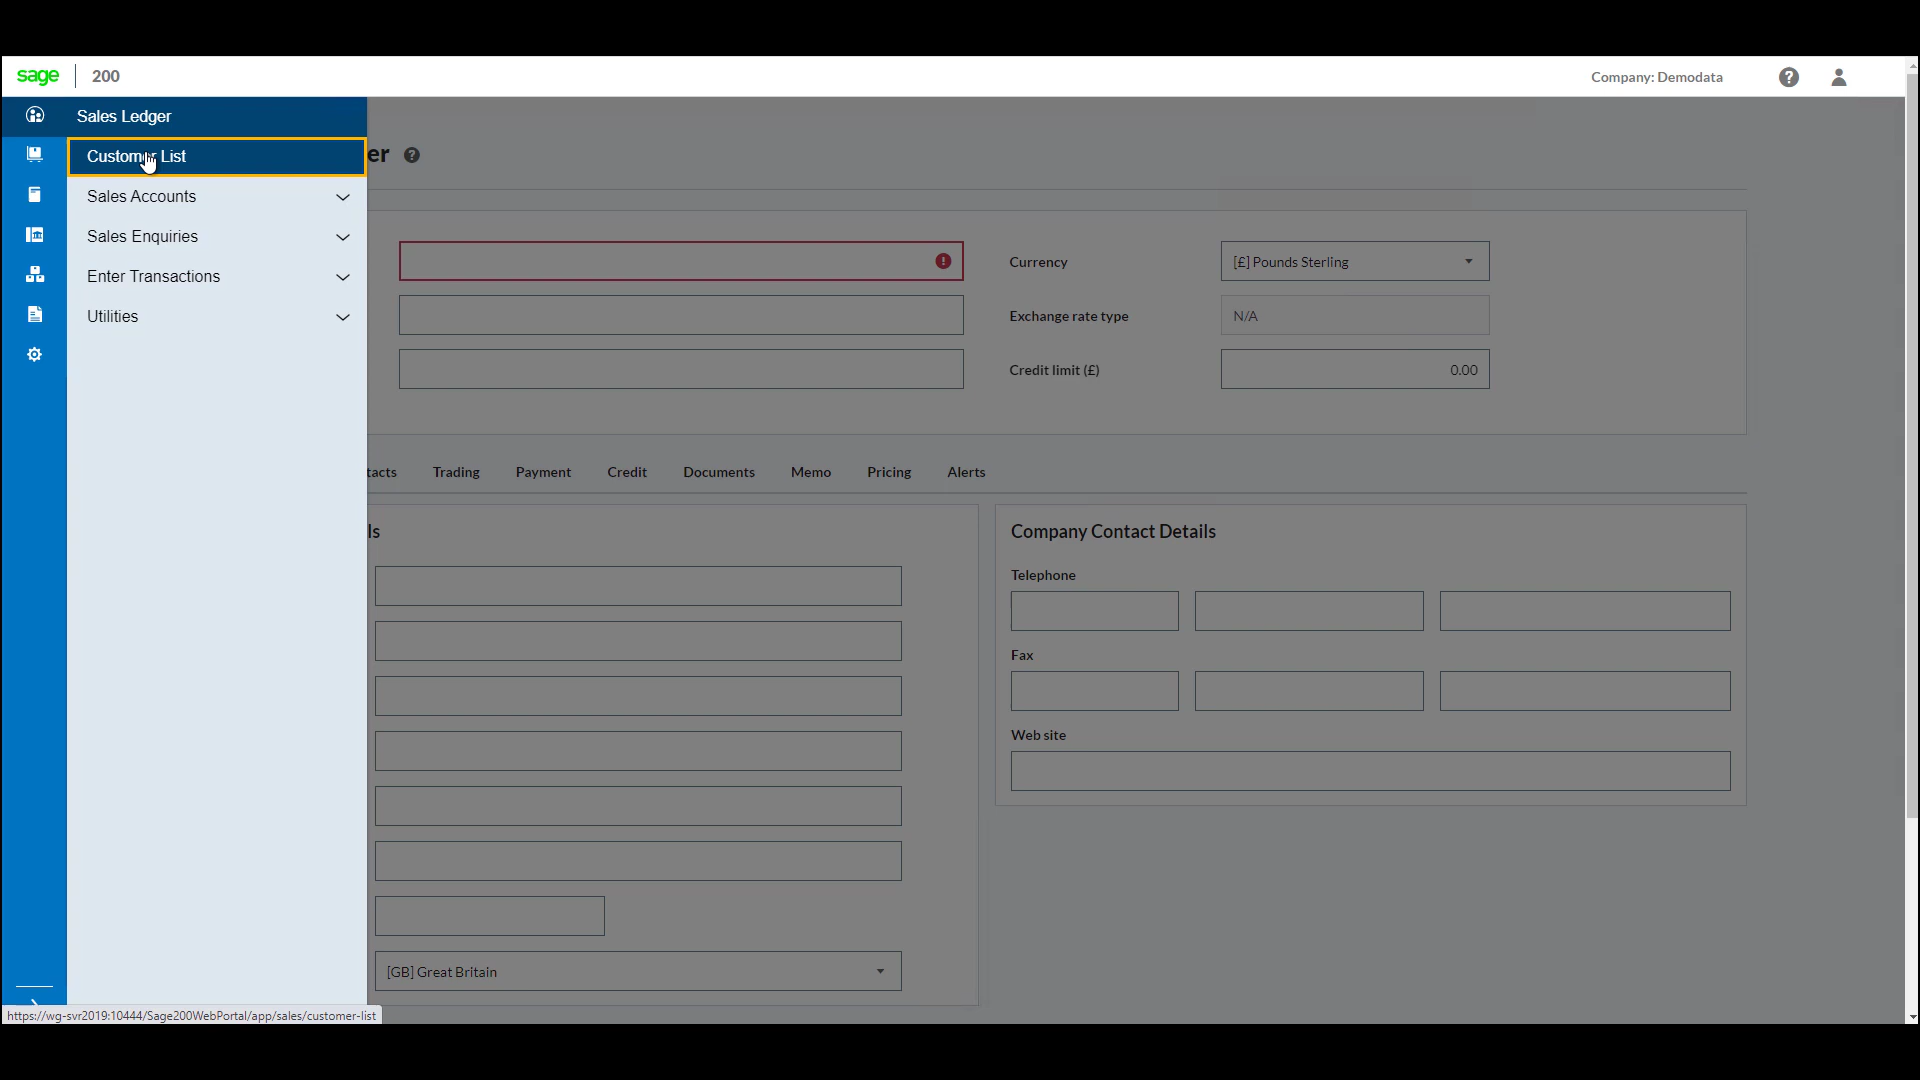 sage 200 Company: Demodata
Sales Ledger
Customer List
Sales Accounts
Sales Enquiries
Enter Transactions
Utilities
er
Currency [£] Pounds Sterling
Exchange rate type N/A
Credit limit (£) 0.00
tacts Trading Payment Credit Documents Memo Pricing Alerts
ls
Company Contact Details
Telephone
Fax
Web site
[GB] Great Britain
https://wg-svr2019:10444/Sage200WebPortal/app/sales/customer-list